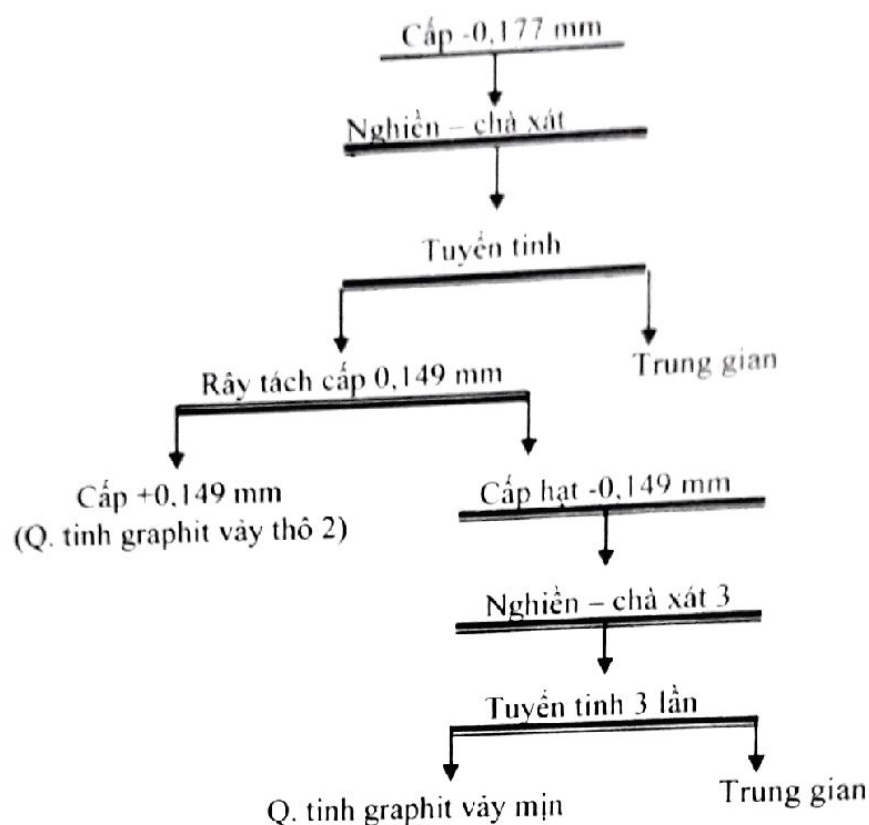 Cấp -0,177 mm
Nghiền – chà xát
Tuyển tinh
Rây tách cấp 0,149 mm
Trung gian
Cấp +0,149 mm
(Q. tinh graphit vảy thô 2)
Cấp hạt -0,149 mm
Nghiền – chà xát 3
Tuyển tinh 3 lần
Q. tinh graphit vảy mịn
Trung gian